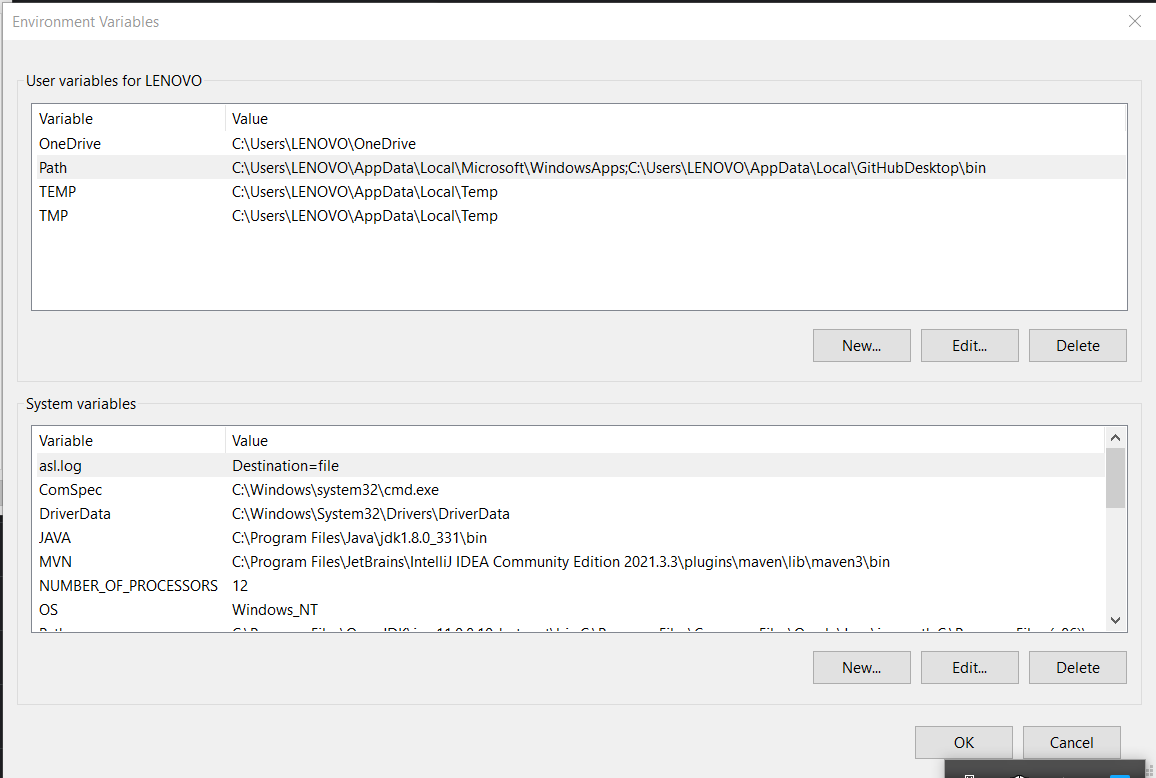 Environment Variables
User variables for LENOVO
Variable Value
OneDrive C:\Users\LENOVO\OneDrive
Path C:\Users\LENOVO\AppData\Local\Microsoft\WindowsApps;C:\Users\LENOVO\AppData\Local\GitHubDesktop\bin
TEMP C:\Users\LENOVO\AppData\Local\Temp
TMP C:\Users\LENOVO\AppData\Local\Temp
New... Edit... Delete
System variables
Variable Value
asl.log Destination=file
ComSpec C:\Windows\system32\cmd.exe
DriverData C:\Windows\System32\Drivers\DriverData
JAVA C:\Program Files\Java\jdk1.8.0_331\bin
MVN C:\Program Files\JetBrains\IntelliJ IDEA Community Edition 2021.3.3\plugins\maven\lib\maven3\bin
NUMBER_OF_PROCESSORS 12
OS Windows_NT
New... Edit... Delete
OK Cancel